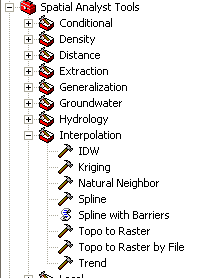 Spatial Analyst Tools
Conditional
Density
Distance
Extraction
Generalization
Groundwater
Hydrology
Interpolation
IDW
Kriging
Natural Neighbor
Spline
Spline with Barriers
Topo to Raster
Topo to Raster by File
Trend